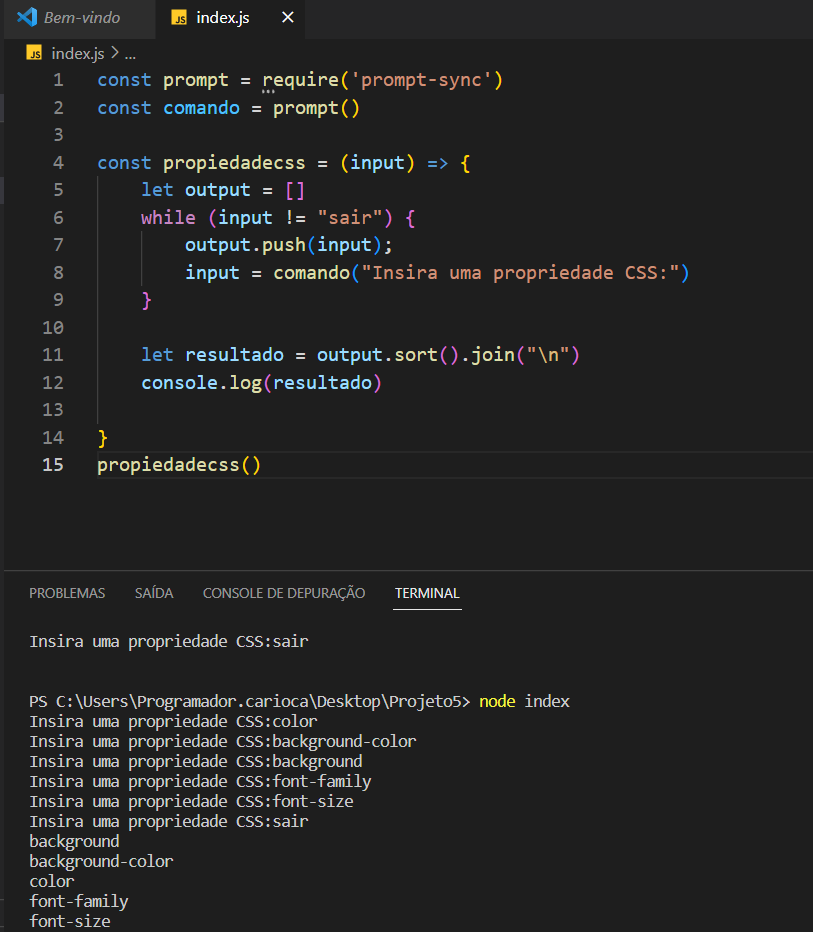 Bem-vindo
JS index.js ×
JS index.js > ...
1 const prompt = require('prompt-sync')
2 const comando = prompt()
3
4 const propiedadecss = (input) => {
5     let output = []
6     while (input != "sair") {
7         output.push(input);
8         input = comando("Insira uma propriedade CSS:")
9     }
10
11     let resultado = output.sort().join("\n")
12     console.log(resultado)
13
14 }
15 propiedadecss()
PROBLEMAS SAÍDA CONSOLE DE DEPURAÇÃO TERMINAL
Insira uma propriedade CSS:sair
PS C:\Users\Programador.carioca\Desktop\Projeto5> node index
Insira uma propriedade CSS:color
Insira uma propriedade CSS:background-color
Insira uma propriedade CSS:background
Insira uma propriedade CSS:font-family
Insira uma propriedade CSS:font-size
Insira uma propriedade CSS:sair
background
background-color
color
font-family
font-size